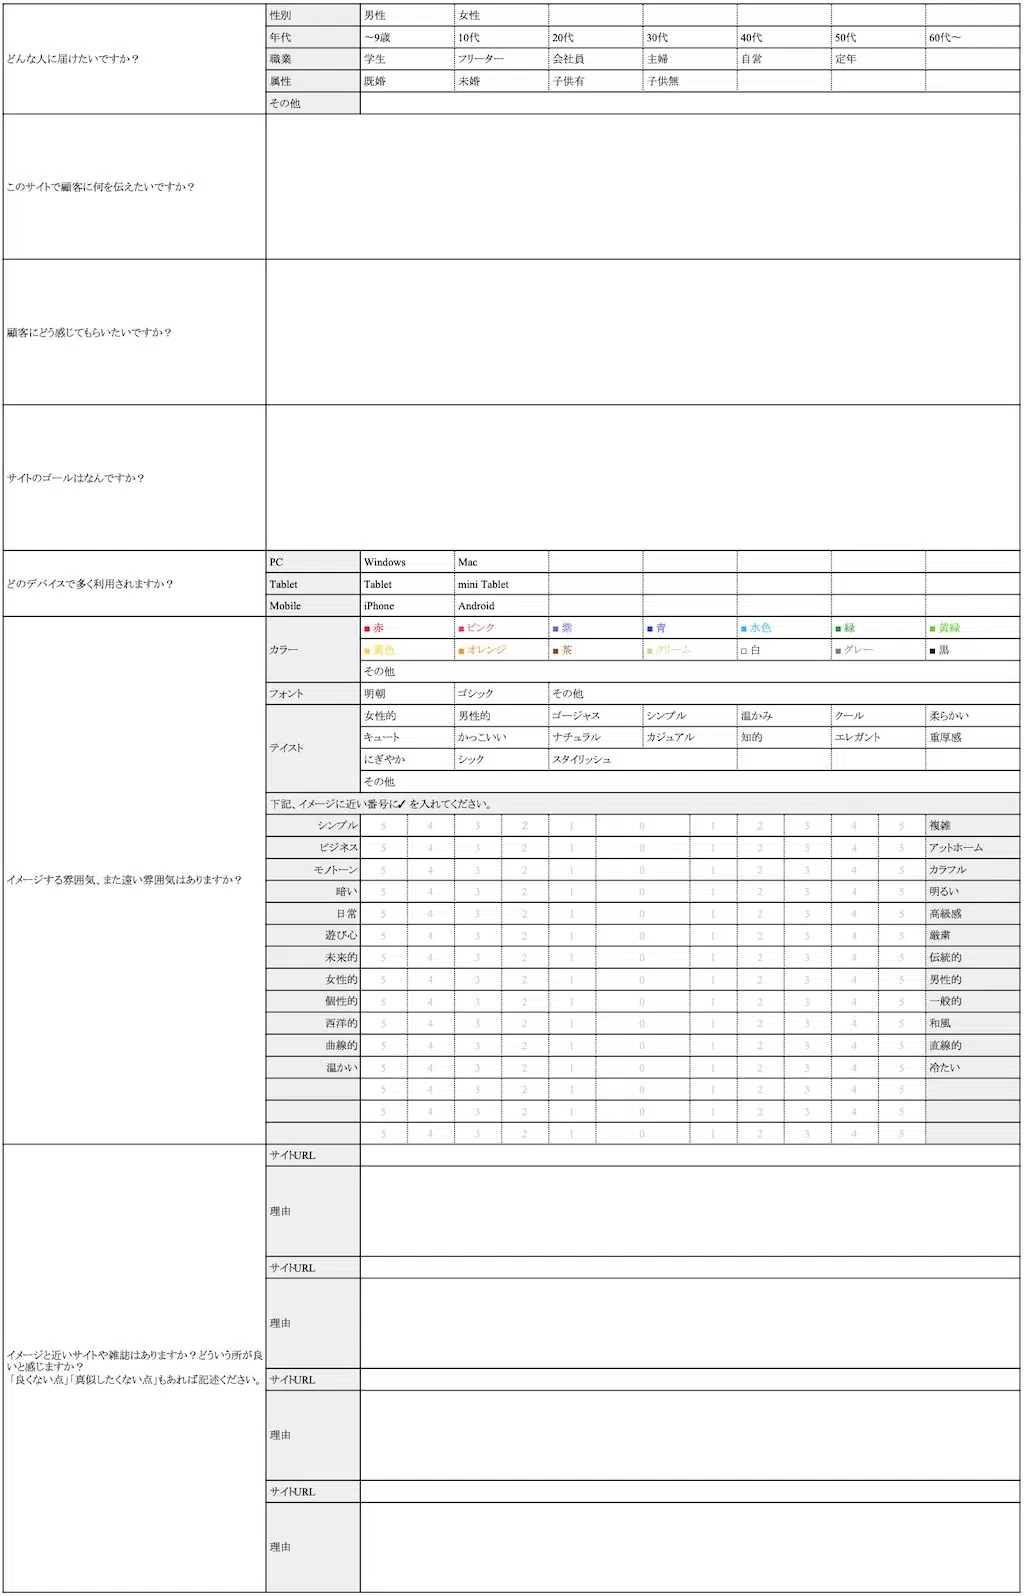 どんな人に届けたいですか？
性別 男性 女性
年代 ～9歳 10代 20代 30代 40代 50代 60代～
職業 学生 フリーター 会社員 主婦 自営 定年
属性 既婚 未婚 子供有 子供無
その他
このサイトで顧客に何を伝えたいですか？
顧客にどう感じてもらいたいですか？
サイトのゴールはなんですか？
どのデバイスで多く利用されますか？
PC Windows Mac
Tablet Tablet mini Tablet
Mobile iPhone Android
イメージする雰囲気、また遠い雰囲気はありますか？
カラー
■ 赤 ■ ピンク ■ 紫 ■ 青 ■ 水色 ■ 緑 ■ 黄緑
■ 黄色 ■ オレンジ ■ 茶 ■ クリーム □ 白 ■ グレー ■ 黒
その他
フォント 明朝 ゴシック その他
テイスト
女性的 男性的 ゴージャス シンプル 温かみ クール 柔らかい
キュート かっこいい ナチュラル カジュアル 知的 エレガント 重厚感
にぎやか シック スタイリッシュ
その他
下記、イメージに近い番号に✔を入れてください。
シンプル 5 4 3 2 1 0 1 2 3 4 5 複雑
ビジネス 5 4 3 2 1 0 1 2 3 4 5 アットホーム
モノトーン 5 4 3 2 1 0 1 2 3 4 5 カラフル
暗い 5 4 3 2 1 0 1 2 3 4 5 明るい
日常 5 4 3 2 1 0 1 2 3 4 5 高級感
遊び心 5 4 3 2 1 0 1 2 3 4 5 厳粛
未来的 5 4 3 2 1 0 1 2 3 4 5 伝統的
女性的 5 4 3 2 1 0 1 2 3 4 5 男性的
個性的 5 4 3 2 1 0 1 2 3 4 5 一般的
西洋的 5 4 3 2 1 0 1 2 3 4 5 和風
曲線的 5 4 3 2 1 0 1 2 3 4 5 直線的
温かい 5 4 3 2 1 0 1 2 3 4 5 冷たい
5 4 3 2 1 0 1 2 3 4 5
5 4 3 2 1 0 1 2 3 4 5
5 4 3 2 1 0 1 2 3 4 5
イメージと近いサイトや雑誌はありますか？どういう所が良
いと感じますか？
「良くない点」「真似したくない点」もあれば記述ください。
サイトURL
理由
サイトURL
理由
サイトURL
理由
サイトURL
理由